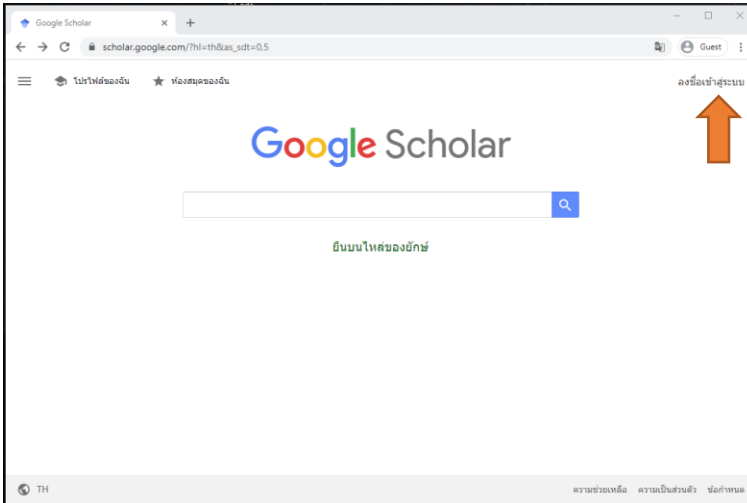 Google Scholar
scholar.google.com/?hl=th&as_sdt=0,5
Guest
โปรไฟล์ของฉัน
ห้องสมุดของฉัน
ลงชื่อเข้าสู่ระบบ
Google Scholar
ยืนบนไหล่ของยักษ์
TH
ความช่วยเหลือ ความเป็นส่วนตัว ข้อกำหนด